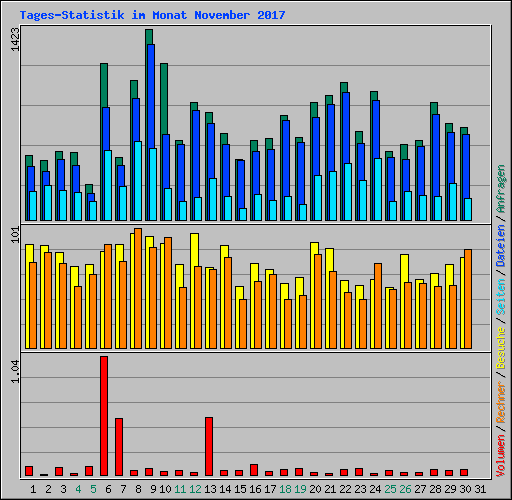 Tages-Statistik im Monat November 2017
1423
101
1.04
Volumen / Rechner / Besuche / Seiten / Dateien / Anfragen
1 2 3 4 5 6 7 8 9 10 11 12 13 14 15 16 17 18 19 20 21 22 23 24 25 26 27 28 29 30 31